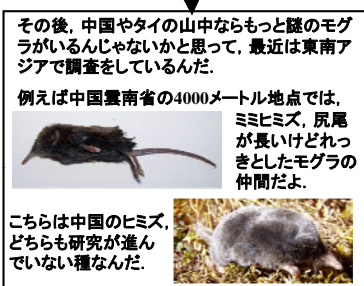 その後，中国やタイの山中ならもっと謎のモグ
ラがいるんじゃないかと思って，最近は東南ア
ジアで調査をしているんだ．
例えば中国雲南省の4000メートル地点では，
ミミヒミズ，尻尾
が長いけどれっ
きとしたモグラの
仲間だよ．
こちらは中国のヒミズ，
どちらも研究が進ん
でいない種なんだ．